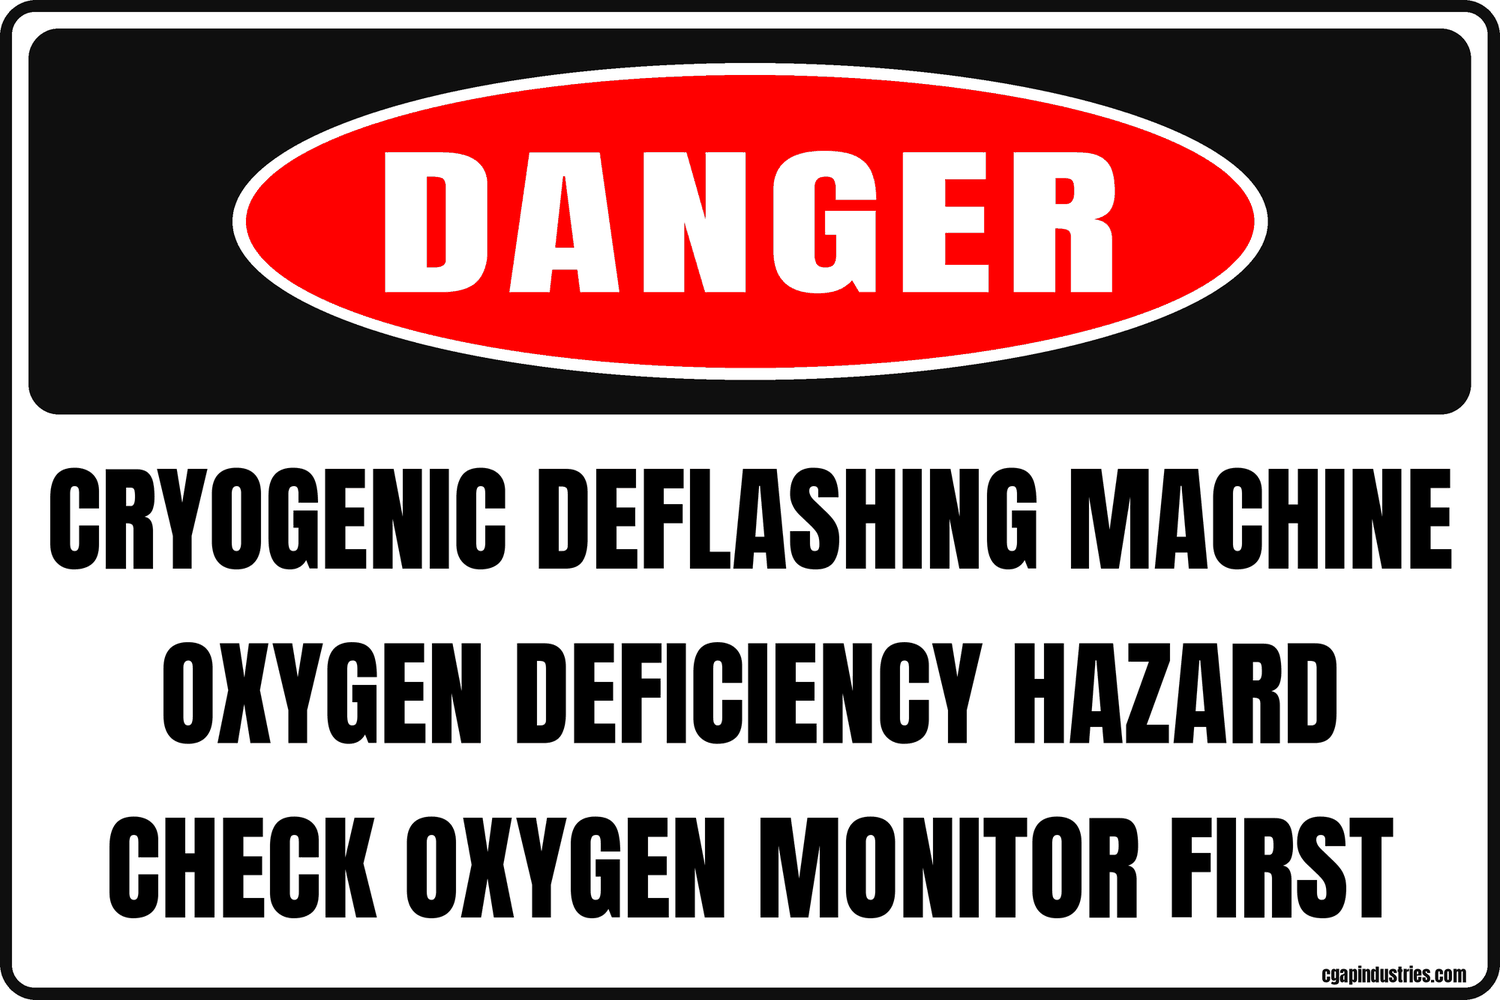 DANGER
CRYOGENIC DEFLASHING MACHINE
OXYGEN DEFICIENCY HAZARD
CHECK OXYGEN MONITOR FIRST
cgapindustries.com